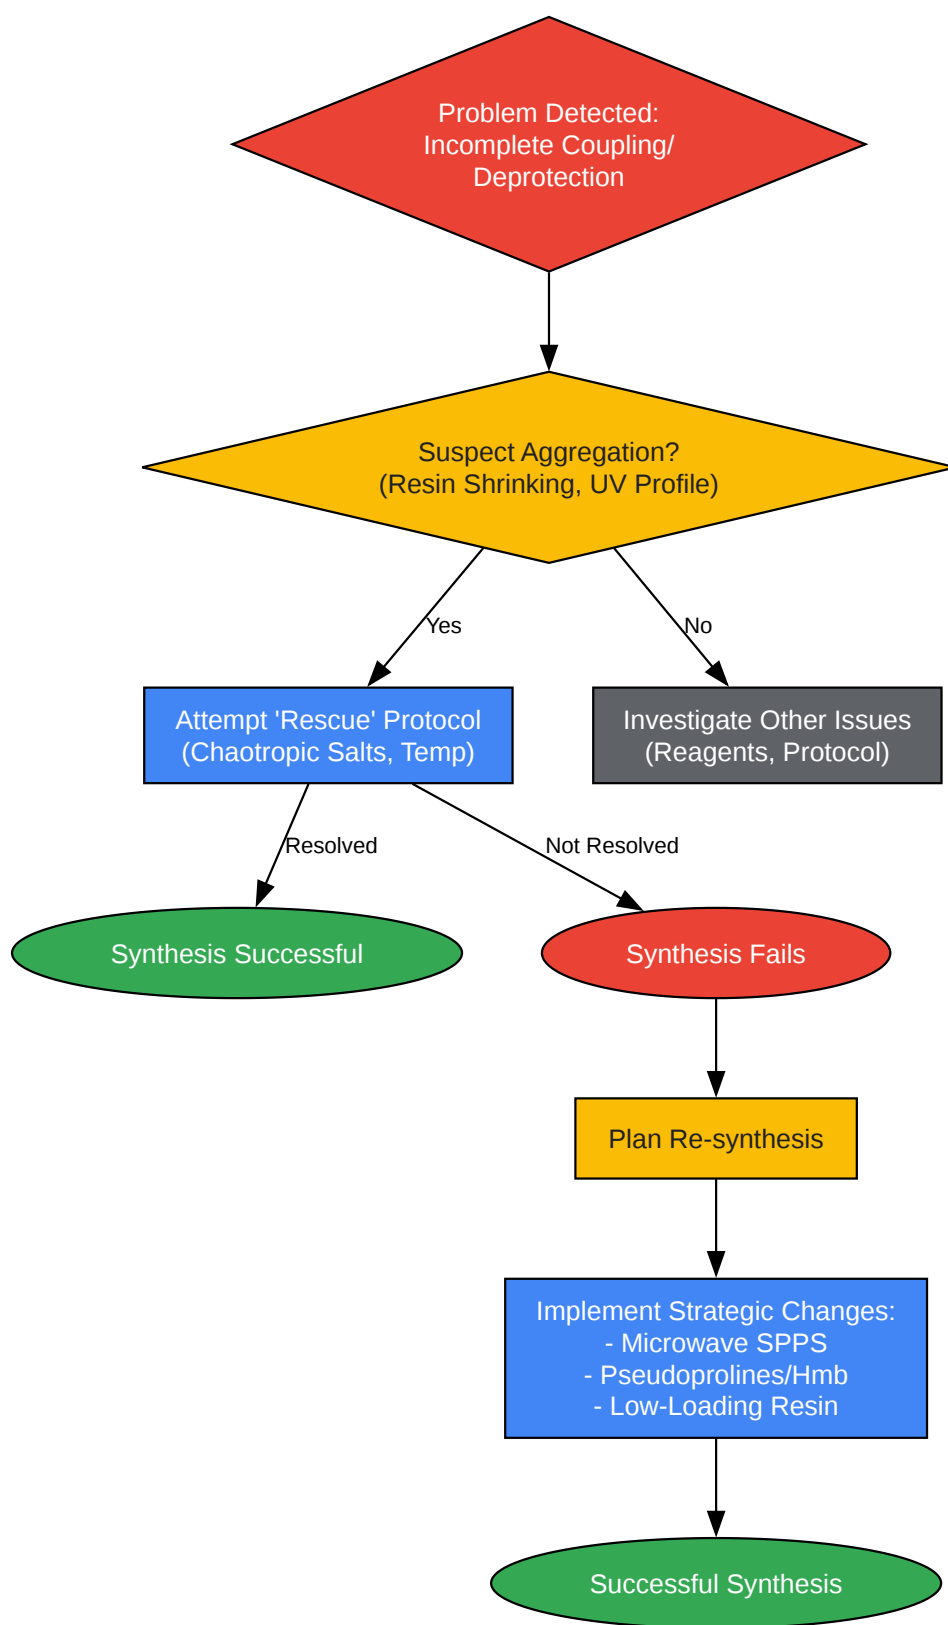 Problem Detected:
Incomplete Coupling/
Deprotection
Suspect Aggregation?
(Resin Shrinking, UV Profile)
Yes
No
Attempt 'Rescue' Protocol
(Chaotropic Salts, Temp)
Investigate Other Issues
(Reagents, Protocol)
Resolved
Not Resolved
Synthesis Successful
Synthesis Fails
Plan Re-synthesis
Implement Strategic Changes:
- Microwave SPPS
- Pseudoprolines/Hmb
- Low-Loading Resin
Successful Synthesis